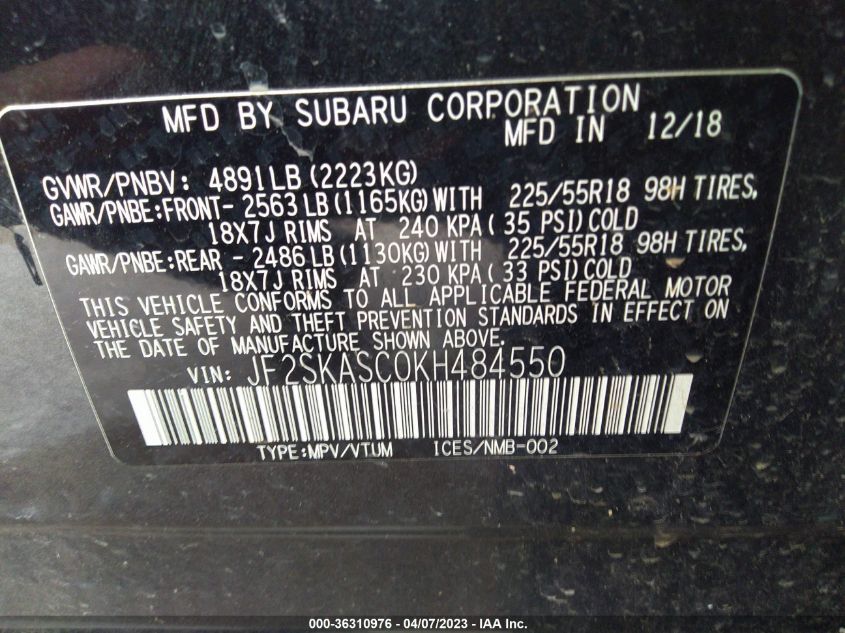 MFD BY SUBARU CORPORATION
MFD IN 12/18
GVWR/PNBV: 4891LB (2223KG)
GAWR/PNBE:FRONT- 2563 LB (1165KG) WITH 225/55R18 98H TIRES,
18X7J RIMS AT 240 KPA ( 35 PSI) COLD
GAWR/PNBE:REAR - 2486 LB (1130KG) WITH 225/55R18 98H TIRES,
18X7J RIMS AT 230 KPA ( 33 PSI) COLD
THIS VEHICLE CONFORMS TO ALL APPLICABLE FEDERAL MOTOR
VEHICLE SAFETY AND THEFT PREVENTION STANDARDS IN EFFECT ON
THE DATE OF MANUFACTURE SHOWN ABOVE.
VIN: JF2SKASC0KH484550
TYPE:MPV/VTUM ICES/NMB-002
000-36310976 - 04/07/2023 - IAA Inc.